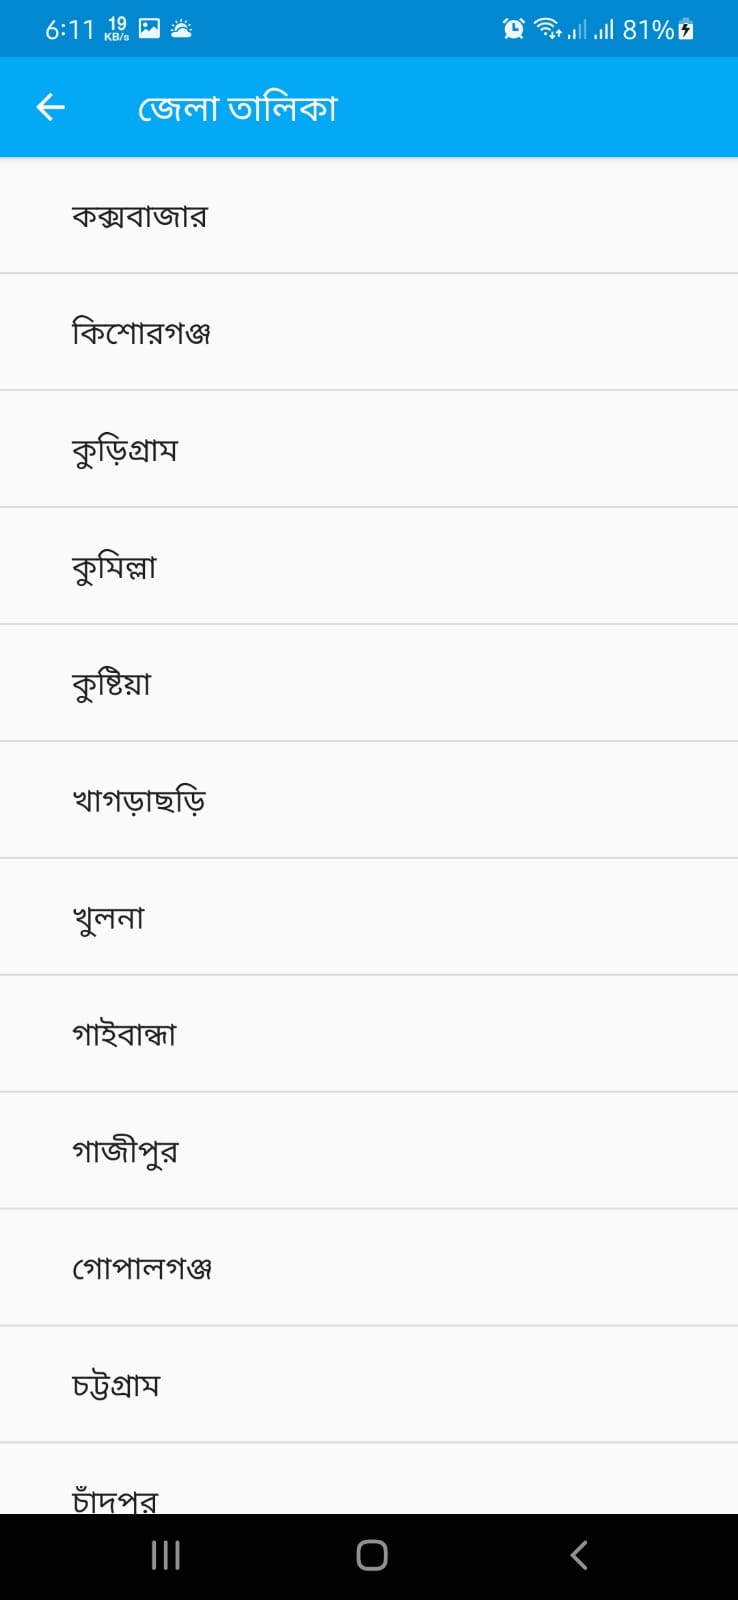 6:11 19 KB/s 81%
জেলা তালিকা
কক্সবাজার
কিশোরগঞ্জ
কুড়িগ্রাম
কুমিল্লা
কুষ্টিয়া
খাগড়াছড়ি
খুলনা
গাইবান্ধা
গাজীপুর
গোপালগঞ্জ
চট্টগ্রাম
চাঁদপুর